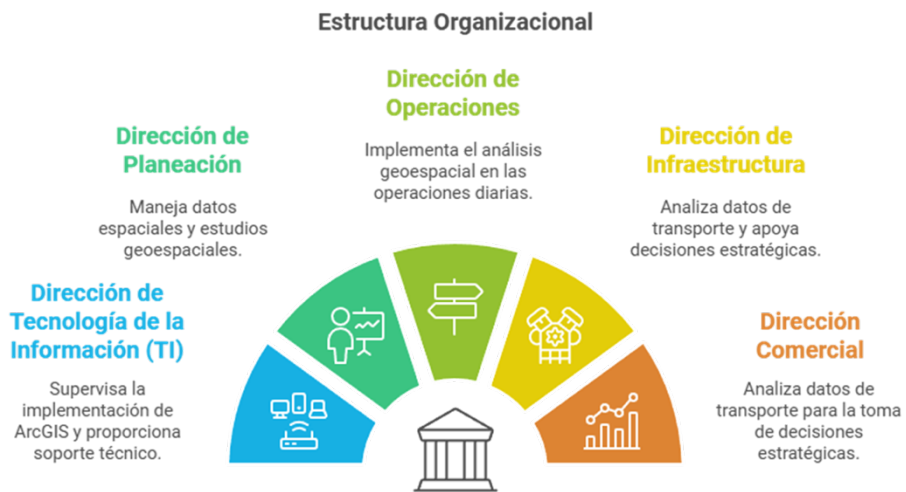 Estructura Organizacional
Dirección de
Operaciones
Implementa el análisis
geoespacial en las
operaciones diarias.
Dirección de
Planeación
Maneja datos
espaciales y estudios
geoespaciales.
Dirección de
Infraestructura
Analiza datos de
transporte y apoya
decisiones estratégicas.
Dirección de
Tecnología de la
Información (TI)
Supervisa la
implementación de
ArcGIS y proporciona
soporte técnico.
Dirección
Comercial
Analiza datos de
transporte para la toma
de decisiones
estratégicas.